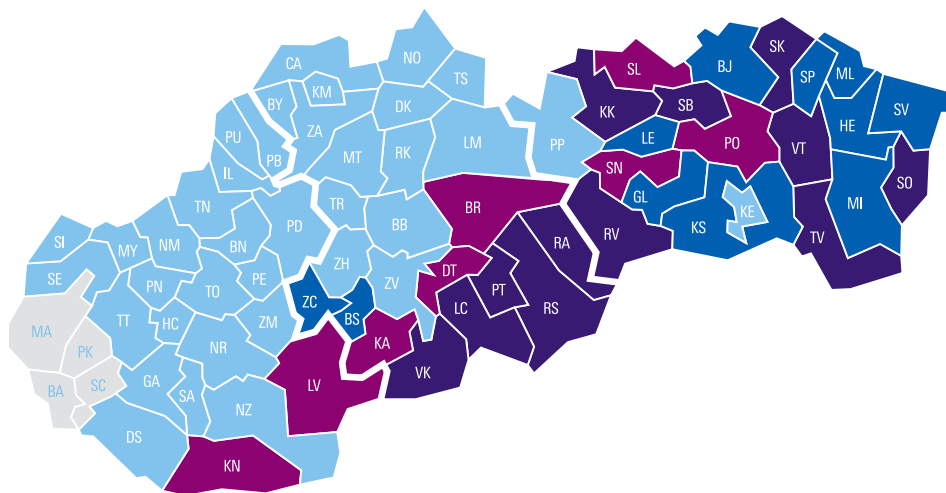 CA
NO
SK
SL
BJ
SP
ML
TS
BY
KM
KK
SB
SV
DK
HE
PU
ZA
LE
PO
PB
MT
RK
LM
PP
VT
IL
SN
SO
TN
TR
BR
GL
KE
MI
PD
BB
KS
SI
MY
NM
BN
RA
RV
TV
ZH
SE
PN
TO
PE
ZV
DT
PT
ZC
LC
RS
BS
TT
HC
ZM
MA
PK
NR
KA
GA
VK
BA
SC
SA
LV
NZ
DS
KN